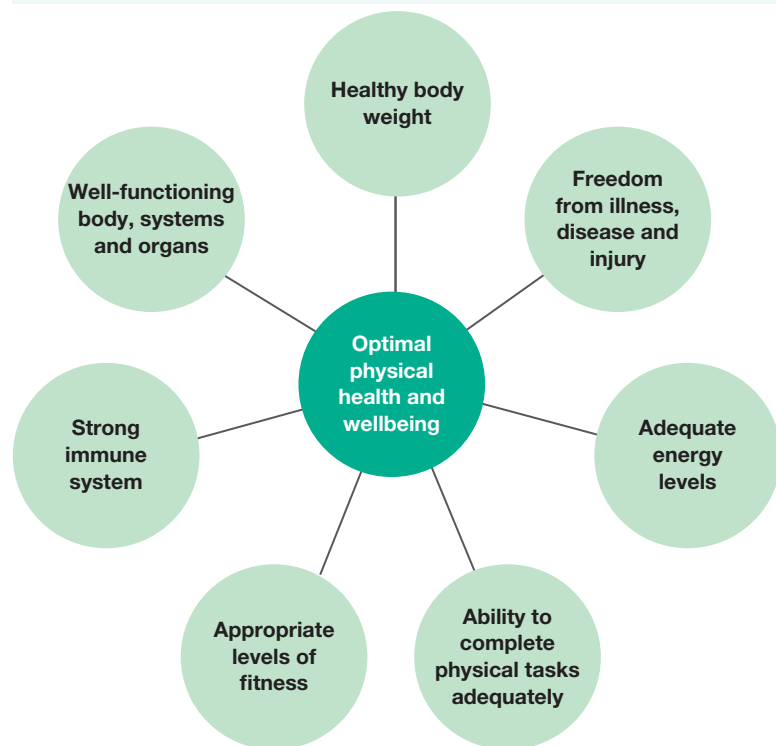 Healthy body
weight
Freedom
from illness,
disease and
injury
Adequate
energy
levels
Ability to
complete
physical tasks
adequately
Appropriate
levels of
fitness
Strong
immune
system
Well-functioning
body, systems
and organs
Optimal
physical
health and
wellbeing